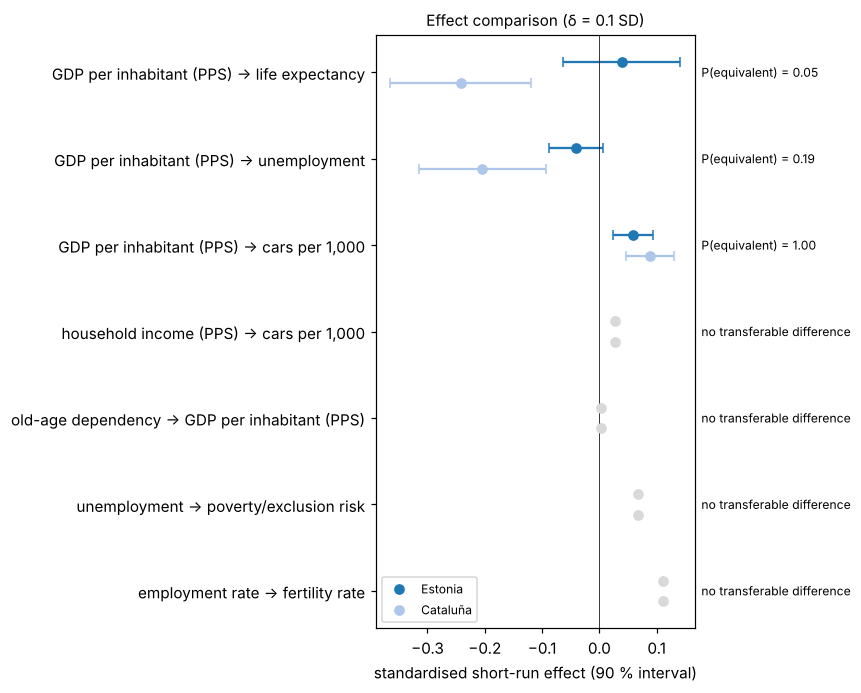 Effect comparison (δ = 0.1 SD)
GDP per inhabitant (PPS) → life expectancy
P(equivalent) = 0.05
GDP per inhabitant (PPS) → unemployment
P(equivalent) = 0.19
GDP per inhabitant (PPS) → cars per 1,000
P(equivalent) = 1.00
household income (PPS) → cars per 1,000
no transferable difference
old-age dependency → GDP per inhabitant (PPS)
no transferable difference
unemployment → poverty/exclusion risk
no transferable difference
employment rate → fertility rate
no transferable difference
Estonia
Cataluña
−0.3 −0.2 −0.1 0.0 0.1
standardised short-run effect (90 % interval)